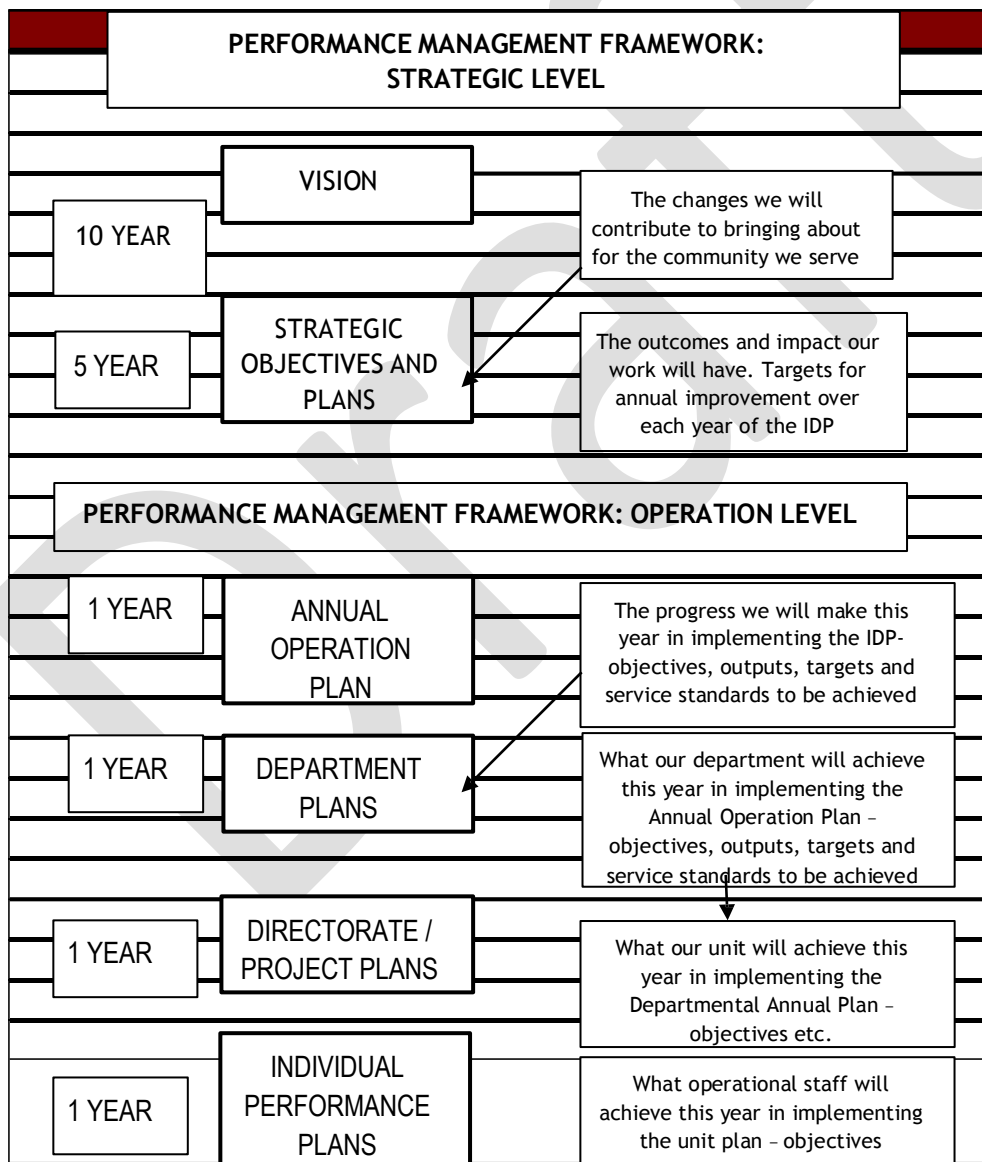 PERFORMANCE MANAGEMENT FRAMEWORK:
STRATEGIC LEVEL
VISION
10 YEAR
The changes we will
contribute to bringing about
for the community we serve
STRATEGIC
OBJECTIVES AND
PLANS
5 YEAR
The outcomes and impact our
work will have. Targets for
annual improvement over
each year of the IDP
PERFORMANCE MANAGEMENT FRAMEWORK: OPERATION LEVEL
1 YEAR
ANNUAL
OPERATION
PLAN
The progress we will make this
year in implementing the IDP-
objectives, outputs, targets and
service standards to be achieved
1 YEAR
DEPARTMENT
PLANS
What our department will achieve
this year in implementing the
Annual Operation Plan –
objectives, outputs, targets and
service standards to be achieved
1 YEAR
DIRECTORATE /
PROJECT PLANS
What our unit will achieve this
year in implementing the
Departmental Annual Plan –
objectives etc.
1 YEAR
INDIVIDUAL
PERFORMANCE
PLANS
What operational staff will
achieve this year in implementing
the unit plan – objectives
Draft